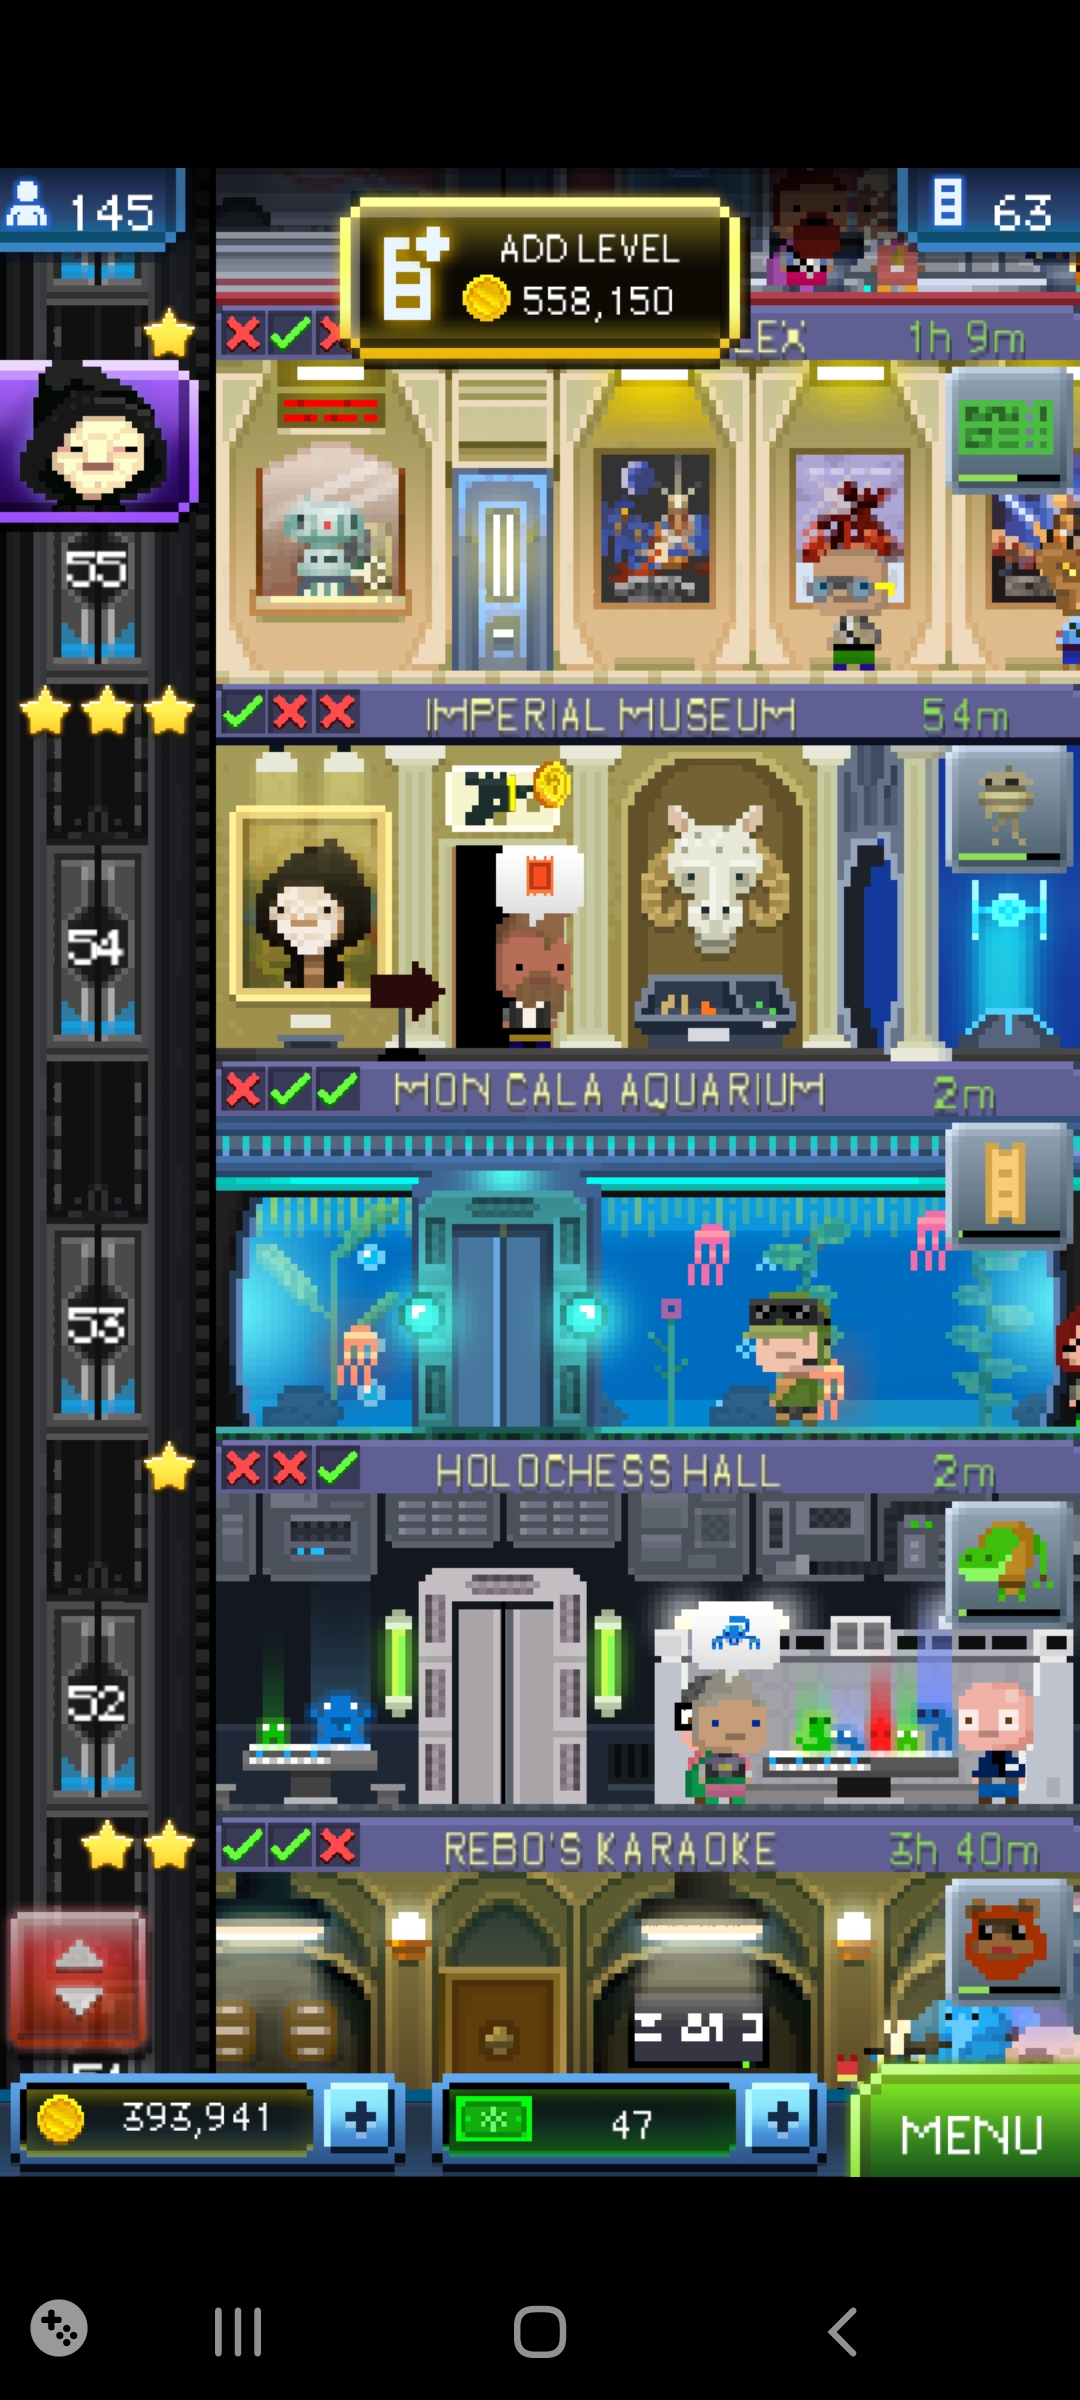 145
63
ADD LEVEL
558,150
LEX 1h 9m
55
IMPERIAL MUSEUM 54m
54
MON CALA AQUARIUM 2m
53
HOLOCHESS HALL 2m
52
REBO'S KARAOKE 3h 40m
393,941
47
MENU